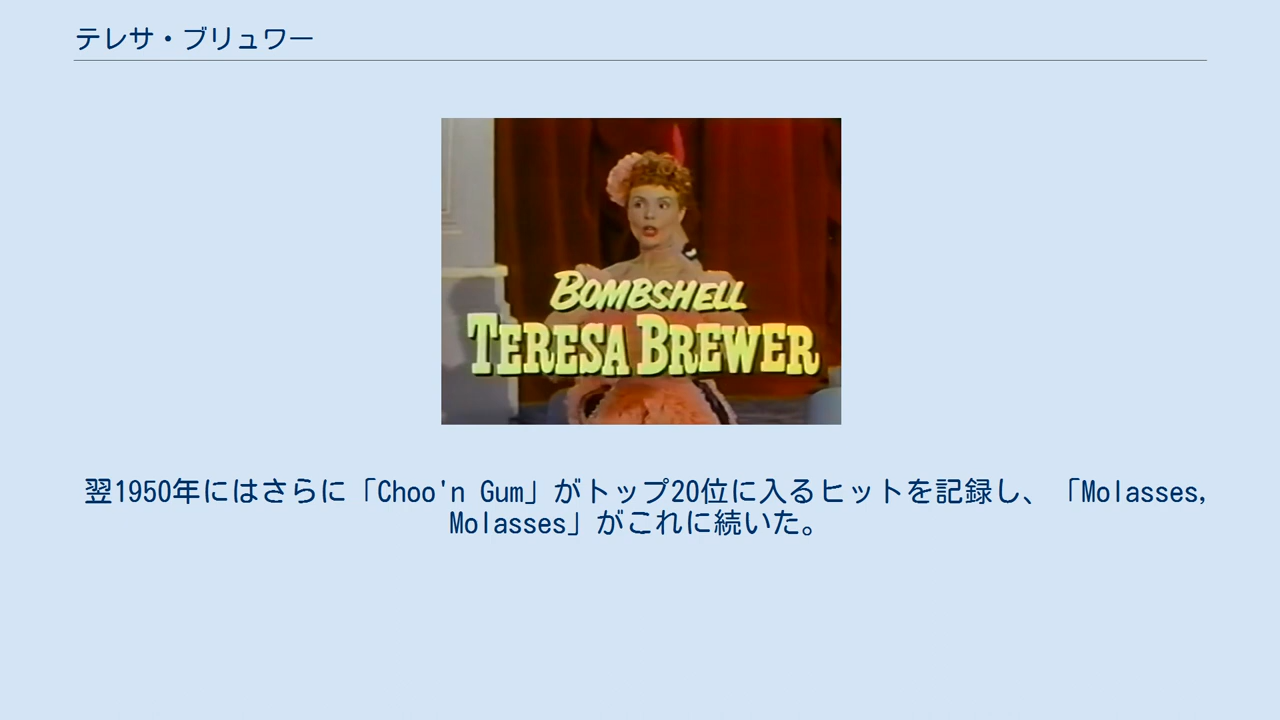 テレサ・ブリュワー
BOMBSHELL
TERESA BREWER
翌1950年にはさらに「Choo'n Gum」がトップ20位に入るヒットを記録し、「Molasses,
Molasses」がこれに続いた。